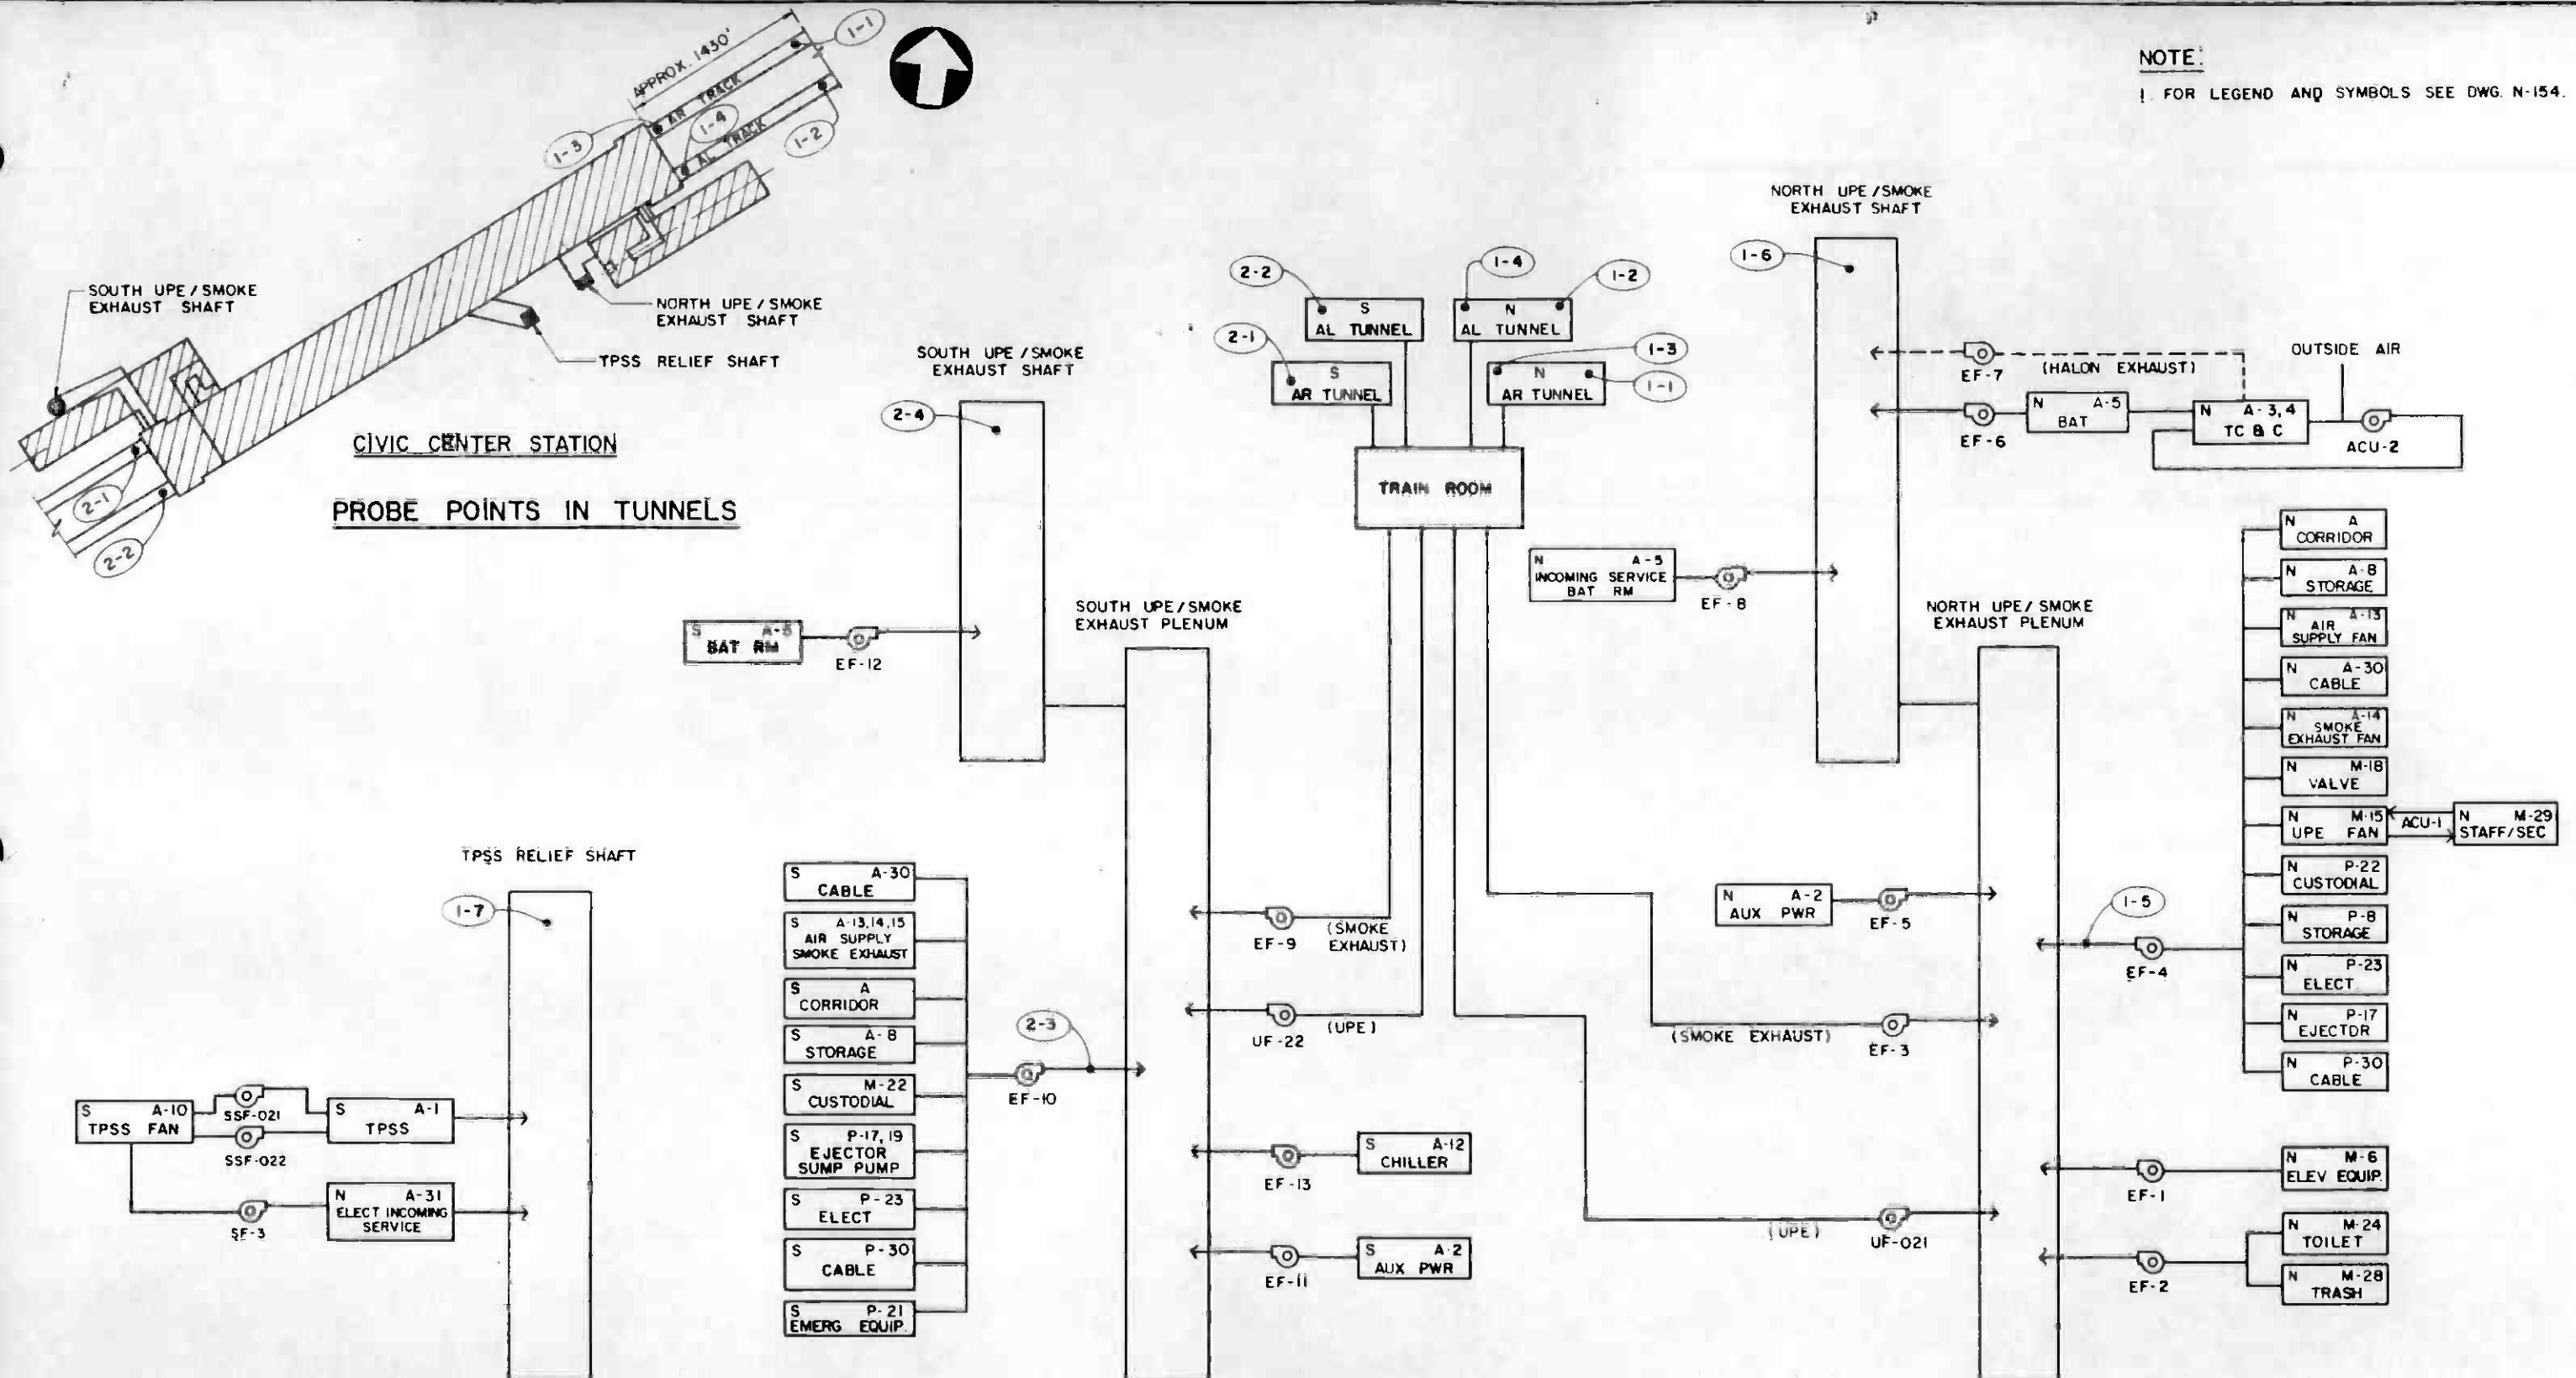 NOTE:
1. FOR LEGEND AND SYMBOLS SEE DWG. N-154.
APPROX. 1430'
1-1
AR TRACK
1-4
1-3
AL TRACK
1-2
SOUTH UPE / SMOKE
EXHAUST SHAFT
NORTH UPE / SMOKE
EXHAUST SHAFT
TPSS RELIEF SHAFT
2-1
2-2
CIVIC CENTER STATION
PROBE POINTS IN TUNNELS
SOUTH UPE / SMOKE
EXHAUST SHAFT
2-4
S
BAT RM
EF-12
SOUTH UPE / SMOKE
EXHAUST PLENUM
2-2
S
AL TUNNEL
1-4
1-2
N
AL TUNNEL
2-1
S
AR TUNNEL
1-3
1-1
N
AR TUNNEL
TRAIN ROOM
NORTH UPE / SMOKE
EXHAUST SHAFT
1-6
EF-7
(HALON EXHAUST)
OUTSIDE AIR
EF-6
N A-5
BAT
N A-3,4
TC & C
ACU-2
N A-5
INCOMING SERVICE
BAT RM
EF-8
NORTH UPE / SMOKE
EXHAUST PLENUM
N A
CORRIDOR
N A-8
STORAGE
N A-13
AIR
SUPPLY FAN
N A-30
CABLE
N A-14
SMOKE
EXHAUST FAN
N M-18
VALVE
N M-15
UPE FAN
ACU-1
N M-29
STAFF/SEC
N P-22
CUSTODIAL
N P-8
STORAGE
N P-23
ELECT.
N P-17
EJECTOR
N P-30
CABLE
1-5
EF-4
N M-6
ELEV EQUIP.
EF-1
N M-24
TOILET
N M-28
TRASH
EF-2
N A-2
AUX PWR
EF-5
(SMOKE EXHAUST)
EF-3
(UPE)
UF-021
EF-9
(SMOKE
EXHAUST)
UF-22
(UPE)
EF-13
S A-12
CHILLER
EF-11
S A-2
AUX PWR
S A-30
CABLE
S A-13,14,15
AIR SUPPLY
SMOKE EXHAUST
S A
CORRIDOR
S A-8
STORAGE
S M-22
CUSTODIAL
S P-17, 19
EJECTOR
SUMP PUMP
S P-23
ELECT
S P-30
CABLE
S P-21
EMERG EQUIP.
2-3
EF-10
TPSS RELIEF SHAFT
1-7
S A-10
TPSS FAN
SSF-021
SSF-022
S A-1
TPSS
SF-3
N A-31
ELECT INCOMING
SERVICE